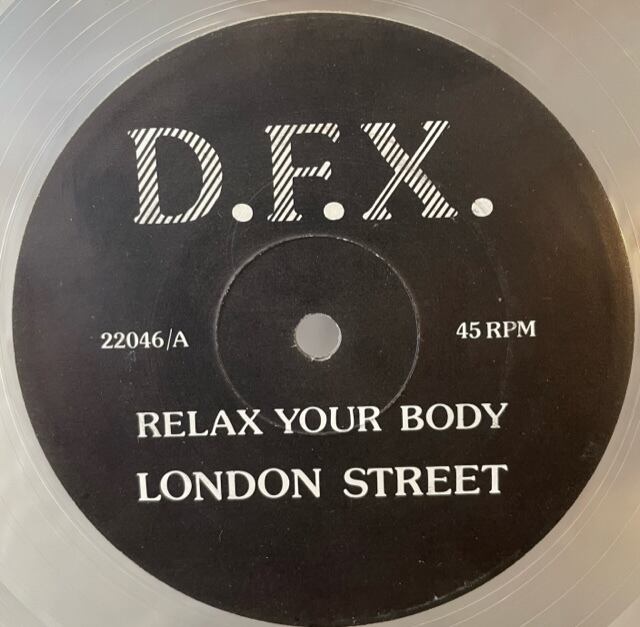 D.F.X.
22046/A
45 RPM
RELAX YOUR BODY
LONDON STREET